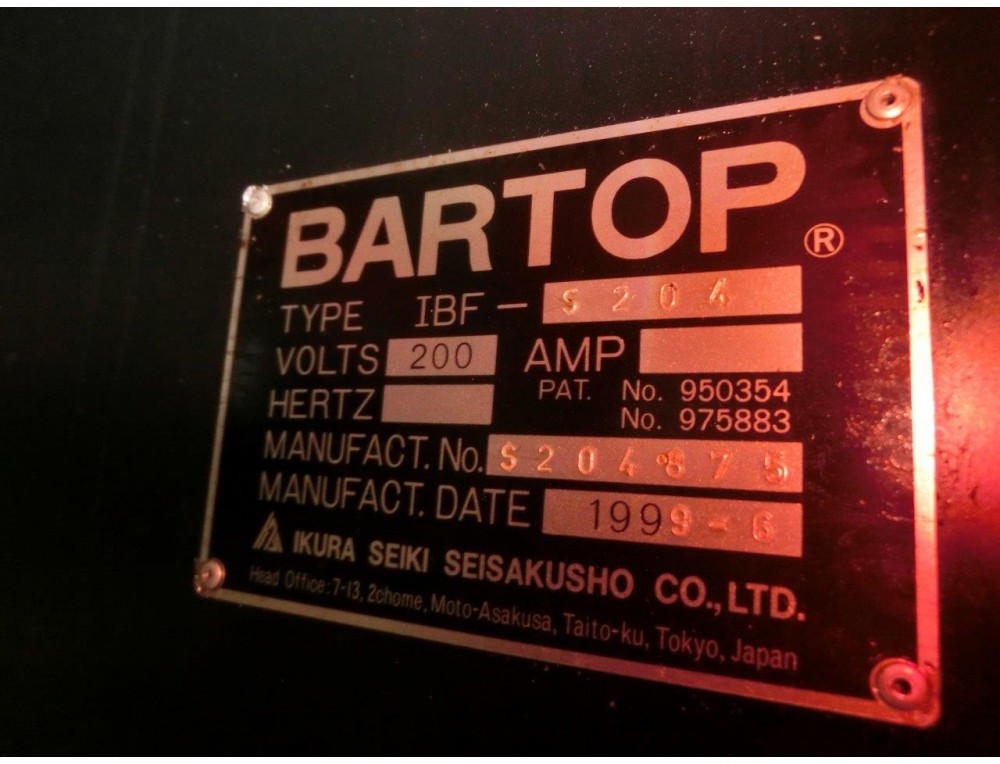 BARTOP®
TYPE IBF-S204
VOLTS 200 AMP
HERTZ PAT. No. 950354
No. 975883
MANUFACT. No. S204875
MANUFACT. DATE 1999-6
IKURA SEIKI SEISAKUSHO CO., LTD.
Head Office: 7-13, 2chome, Moto-Asakusa, Taito-ku, Tokyo, Japan